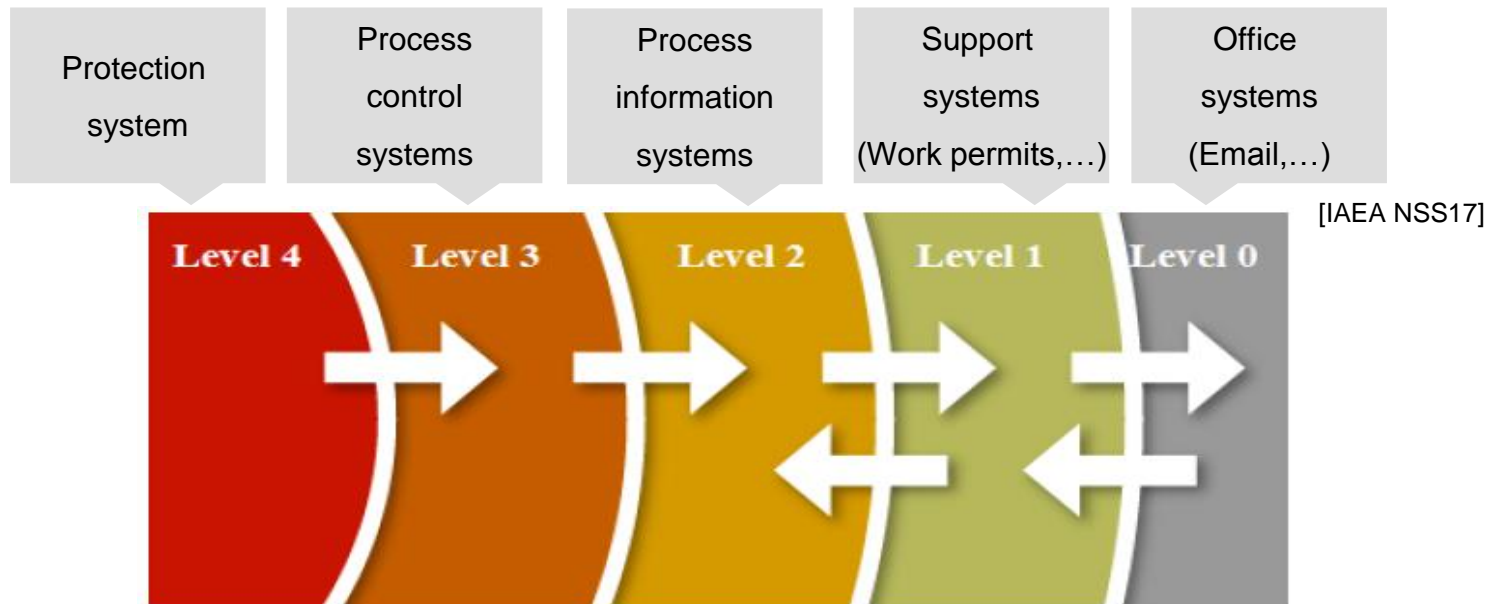 Protection
system
Process
control
systems
Process
information
systems
Support
systems
(Work permits,…)
Office
systems
(Email,…)
[IAEA NSS17]
Level 4
Level 3
Level 2
Level 1
Level 0